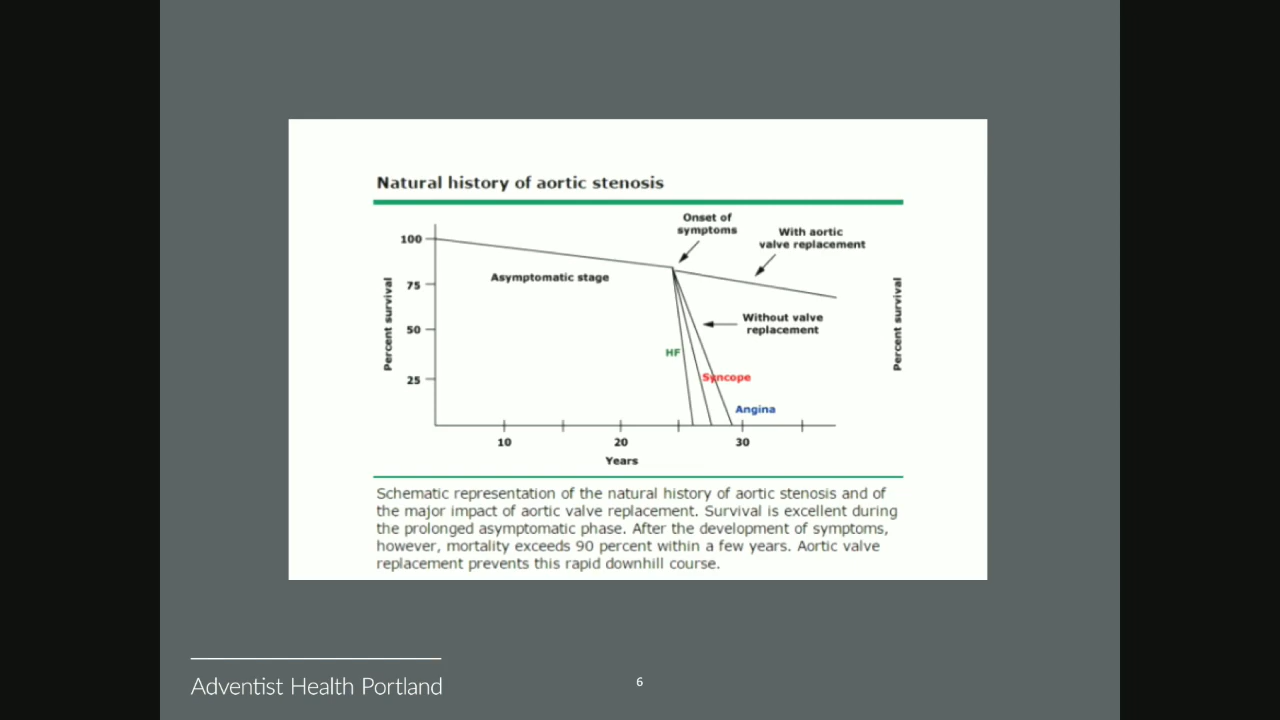 Natural history of aortic stenosis
Onset of
symptoms
With aortic
valve replacement
100
Asymptomatic stage
75
Percent survival
Percent survival
Without valve
replacement
50
HF
Syncope
25
Angina
10
20
30
Years
Schematic representation of the natural history of aortic stenosis and of
the major impact of aortic valve replacement. Survival is excellent during
the prolonged asymptomatic phase. After the development of symptoms,
however, mortality exceeds 90 percent within a few years. Aortic valve
replacement prevents this rapid downhill course.
Adventist Health Portland
6